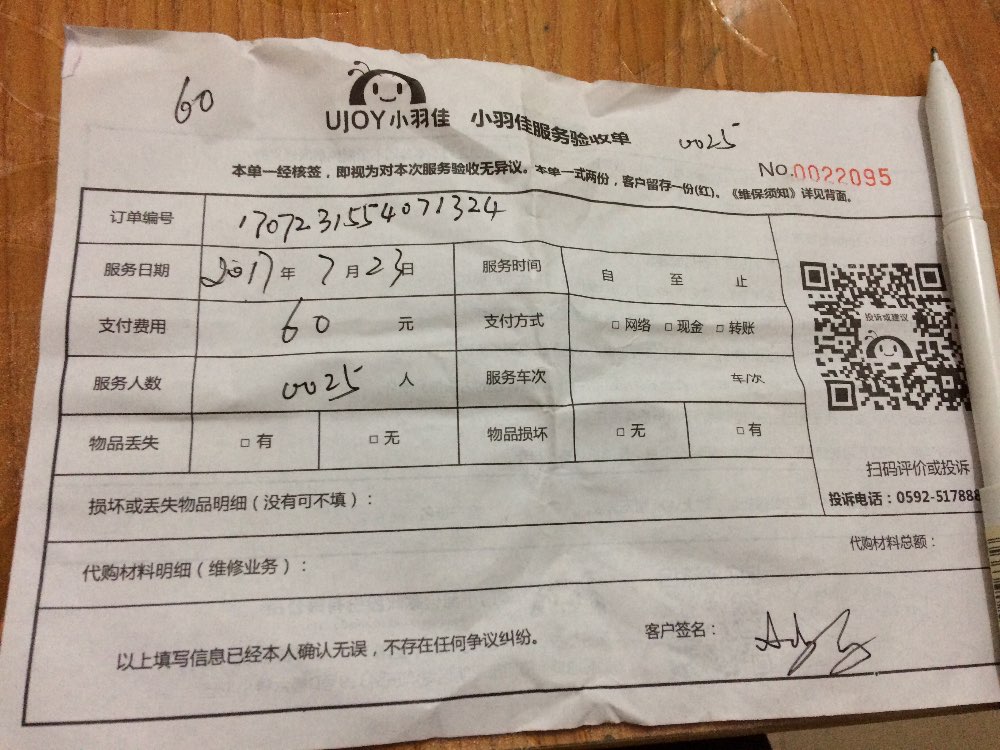 60
UJOY小羽佳 小羽佳服务验收单
0025
本单一经核签，即视为对本次服务验收无异议。本单一式两份，客户留存一份(红)。《维保须知》详见背面。
No.0022095
订单编号 1707231554071324
服务日期 2017年 7月23日 服务时间 自 至 止
支付费用 60 元 支付方式 □网络 □现金 □转账
服务人数 0025 人 服务车次 车/次
物品丢失 □有 □无 物品损坏 □无 □有
投诉或建议
扫码评价或投诉
投诉电话：0592-517888
损坏或丢失物品明细（没有可不填）：
代购材料明细（维修业务）：
代购材料总额：
以上填写信息已经本人确认无误，不存在任何争议纠纷。
客户签名：